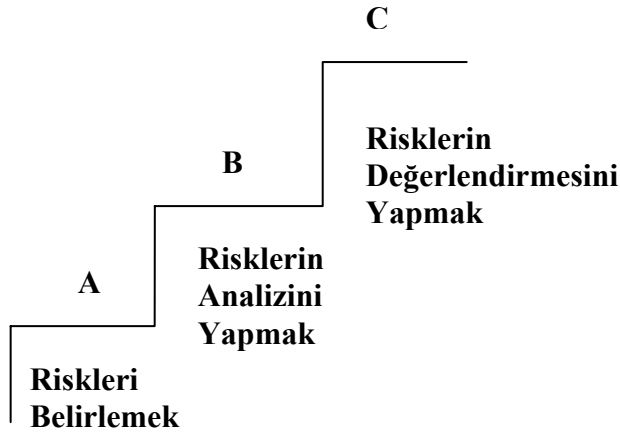 C
Risklerin
Değerlendirmesini
Yapmak
B
Risklerin
Analizini
Yapmak
A
Riskleri
Belirlemek